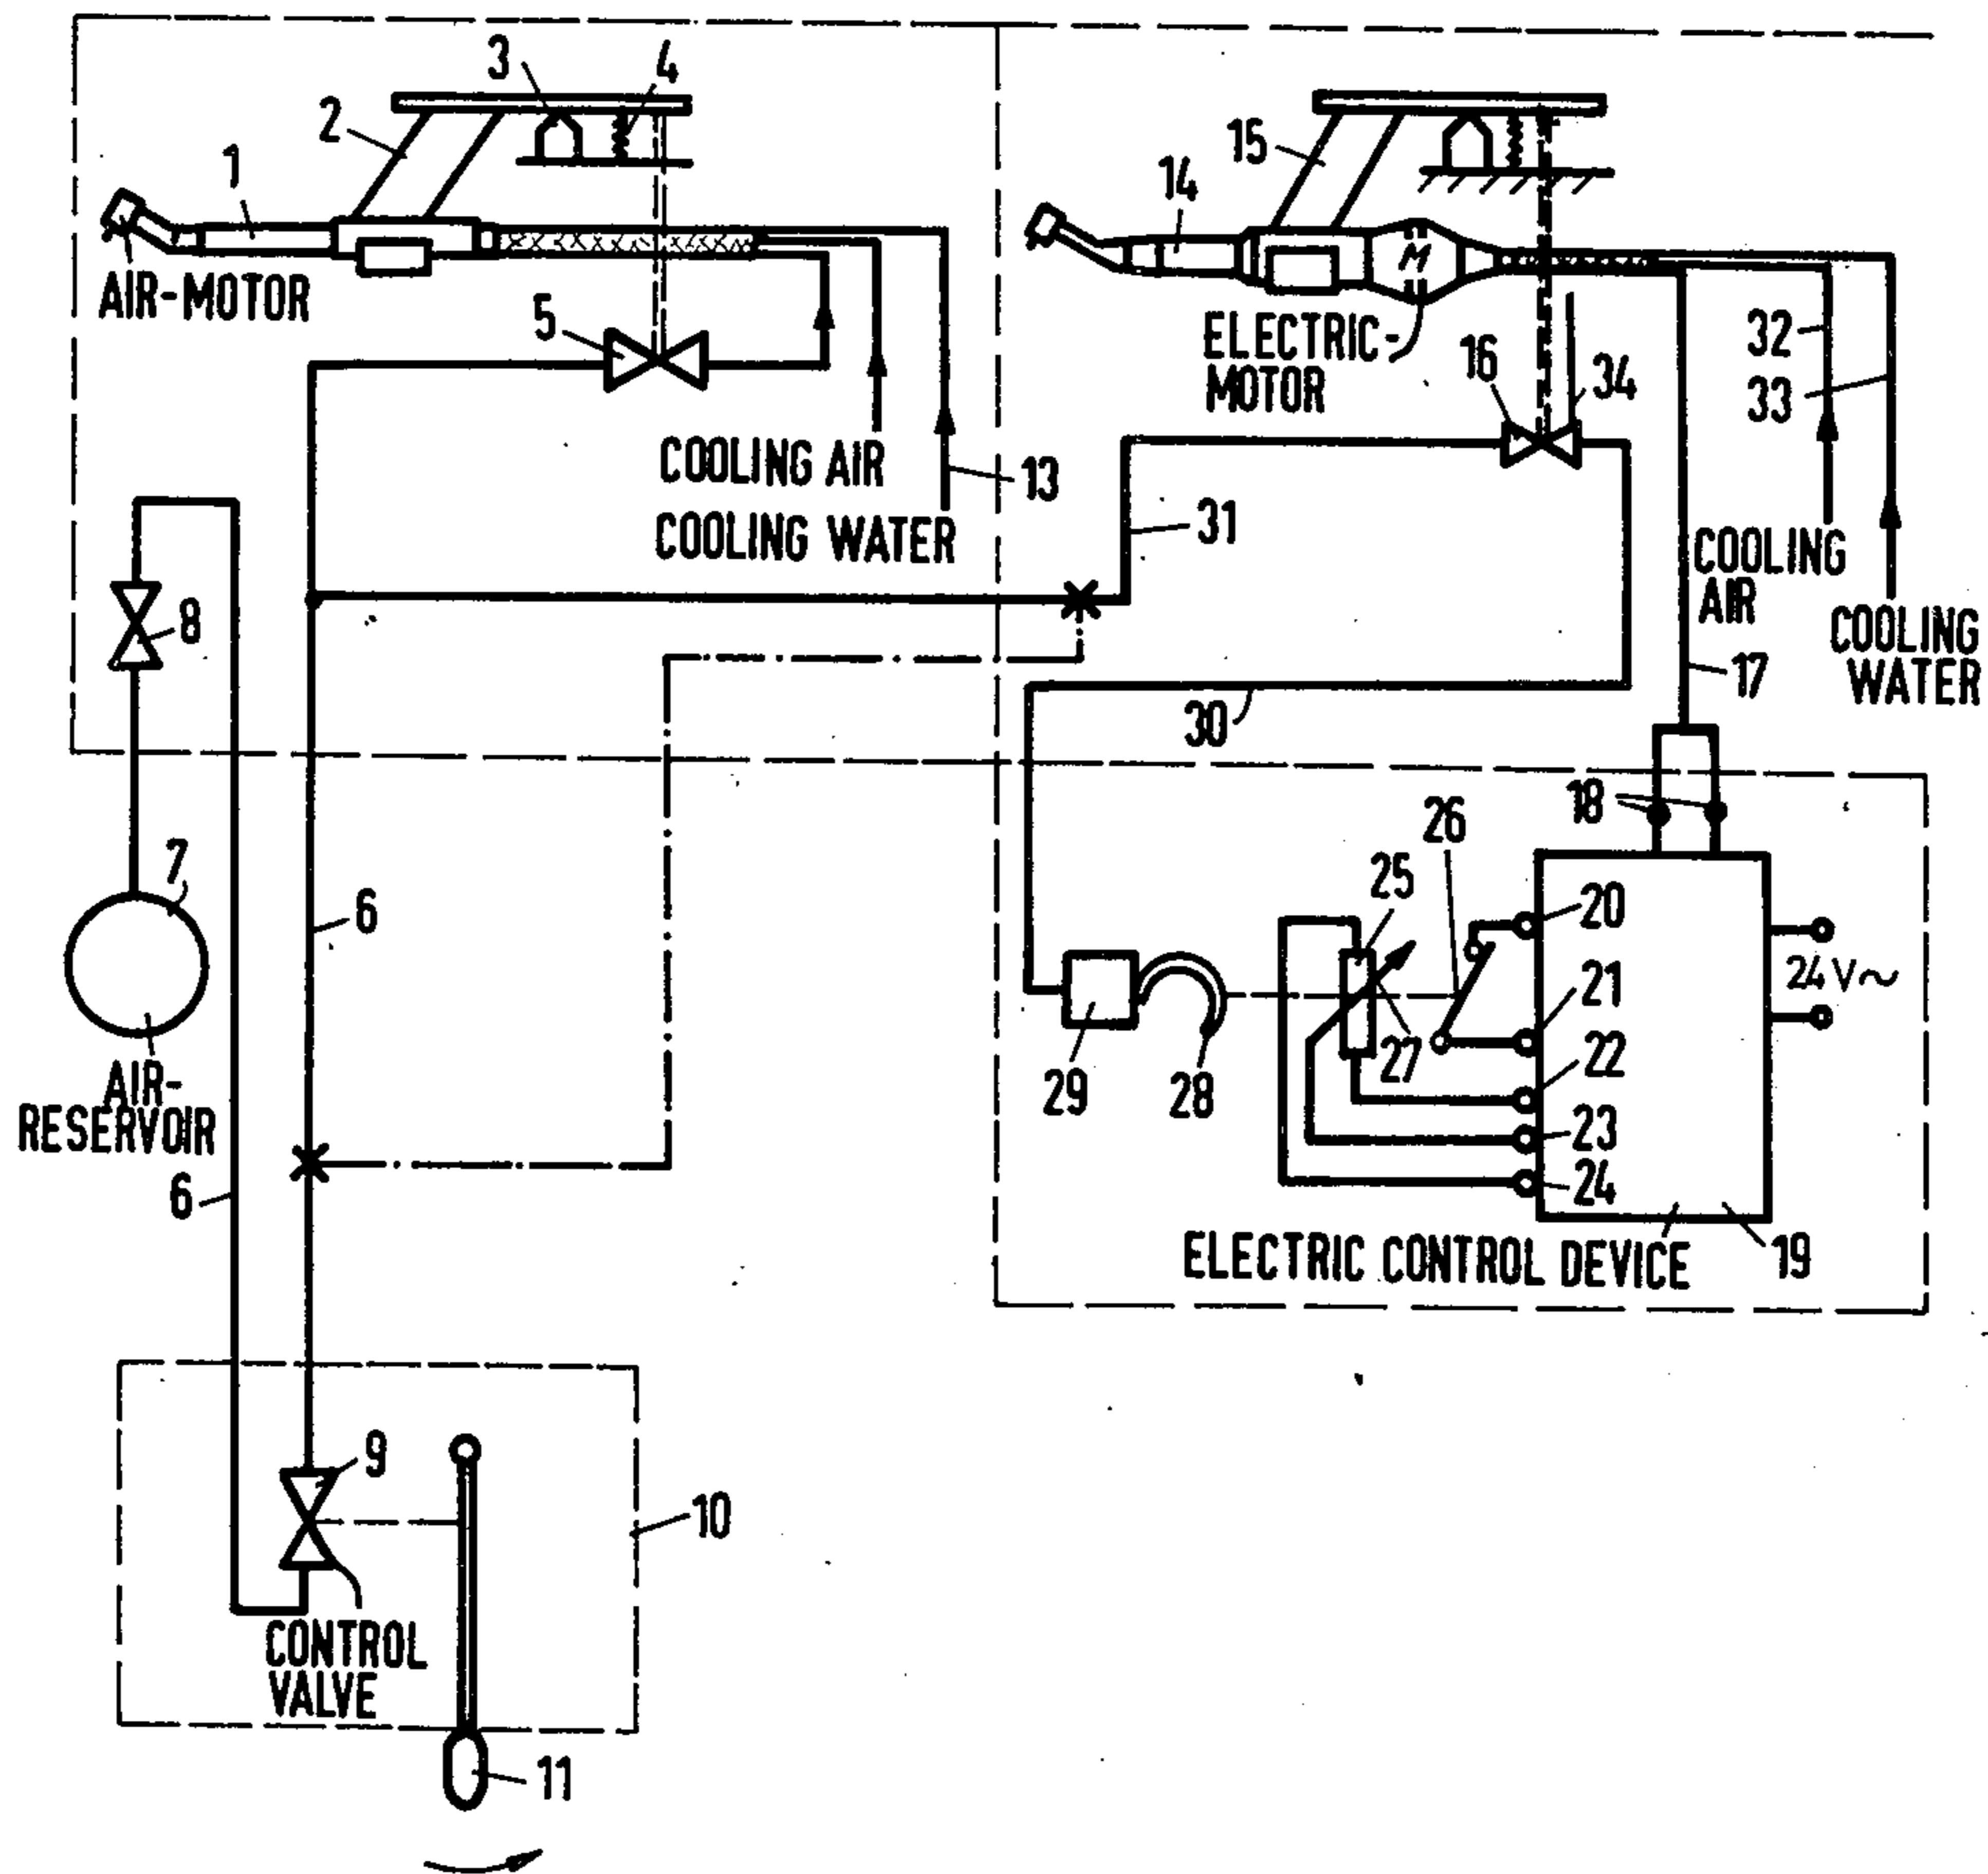 3
4
2
1
AIR-MOTOR
5
COOLING AIR
COOLING WATER
13
8
7
AIR-
RESERVOIR
6
6
9
10
CONTROL
VALVE
11
15
14
M
ELECTRIC-
MOTOR
16
34
32
33
31
COOLING
AIR
COOLING
WATER
17
30
18
26
25
20
21
24V~
27
22
29
28
23
24
ELECTRIC CONTROL DEVICE
19